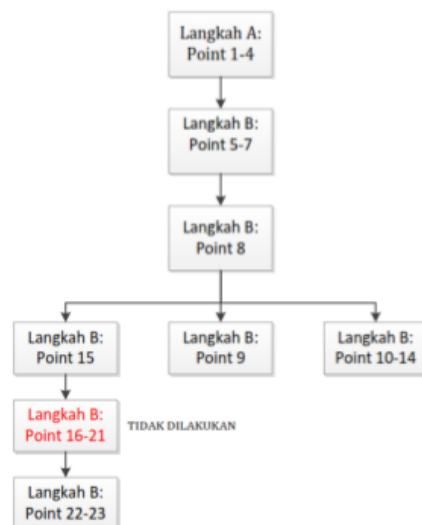 Langkah A:
Point 1-4
Langkah B:
Point 5-7
Langkah B:
Point 8
Langkah B:
Point 15
Langkah B:
Point 9
Langkah B:
Point 10-14
Langkah B:
Point 16-21
TIDAK DILAKUKAN
Langkah B:
Point 22-23